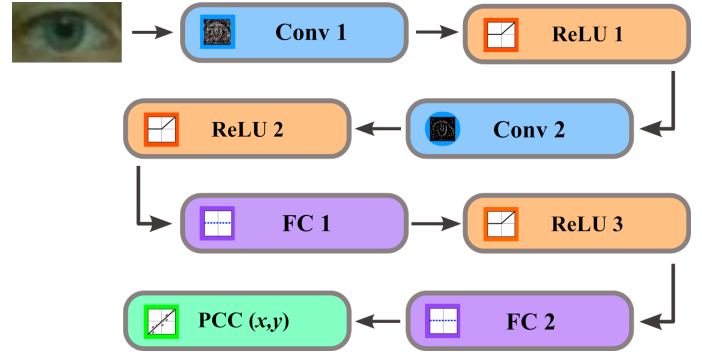 Conv 1
ReLU 1
Conv 2
ReLU 2
FC 1
ReLU 3
FC 2
PCC (x,y)